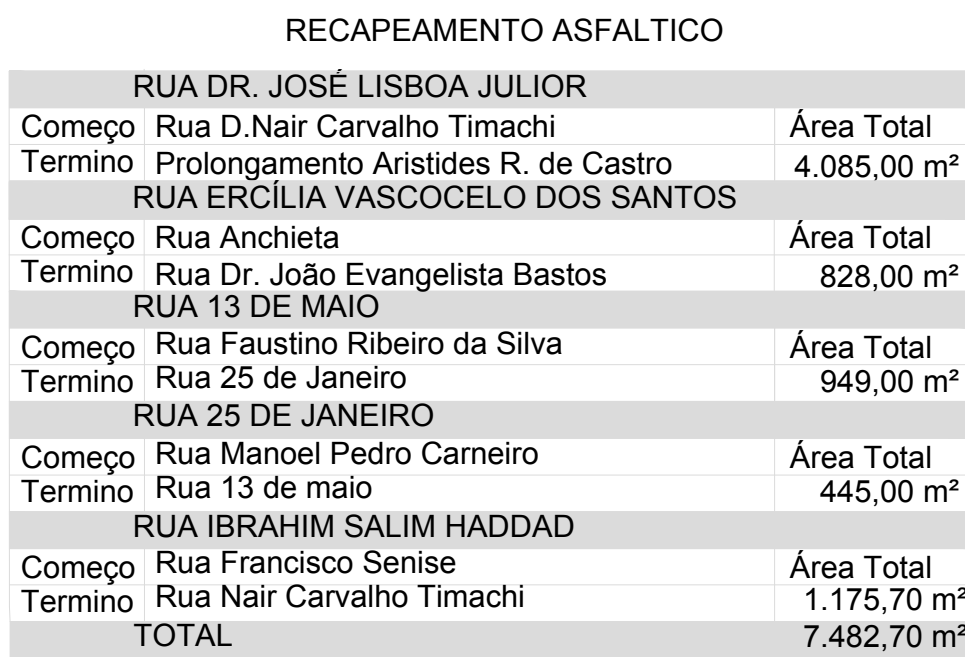 RECAPEAMENTO ASFALTICO
RUA DR. JOSÉ LISBOA JULIOR
Começo Rua D.Nair Carvalho Timachi Área Total
Termino Prolongamento Aristides R. de Castro 4.085,00 m²
RUA ERCÍLIA VASCOCELO DOS SANTOS
Começo Rua Anchieta Área Total
Termino Rua Dr. João Evangelista Bastos 828,00 m²
RUA 13 DE MAIO
Começo Rua Faustino Ribeiro da Silva Área Total
Termino Rua 25 de Janeiro 949,00 m²
RUA 25 DE JANEIRO
Começo Rua Manoel Pedro Carneiro Área Total
Termino Rua 13 de maio 445,00 m²
RUA IBRAHIM SALIM HADDAD
Começo Rua Francisco Senise Área Total
Termino Rua Nair Carvalho Timachi 1.175,70 m²
TOTAL 7.482,70 m²